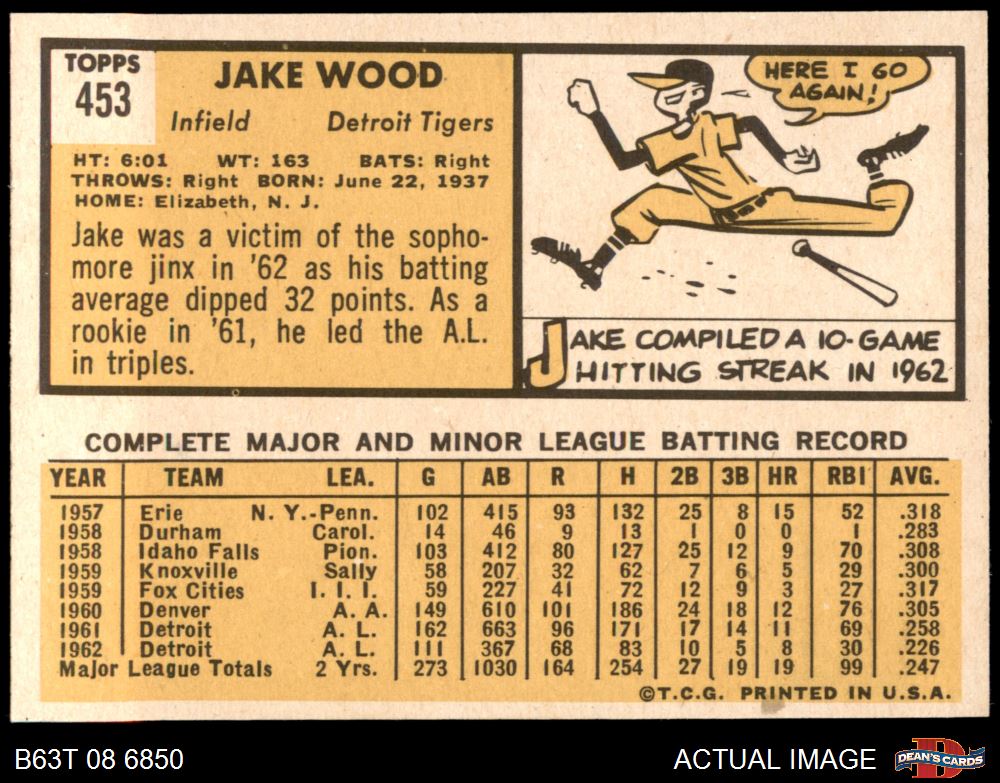 TOPPS
453
JAKE WOOD
Infield Detroit Tigers
HT: 6:01 WT: 163 BATS: Right
THROWS: Right BORN: June 22, 1937
HOME: Elizabeth, N. J.
Jake was a victim of the sopho-
more jinx in '62 as his batting
average dipped 32 points. As a
rookie in '61, he led the A.L.
in triples.
HERE I GO
AGAIN!
JAKE COMPILED A 10-GAME
HITTING STREAK IN 1962
COMPLETE MAJOR AND MINOR LEAGUE BATTING RECORD
YEAR TEAM LEA. G AB R H 2B 3B HR RBI AVG.
1957 Erie N. Y.-Penn. 102 415 93 132 25 8 15 52 .318
1958 Durham Carol. 14 46 9 13 1 0 0 1 .283
1958 Idaho Falls Pion. 103 412 80 127 25 12 9 70 .308
1959 Knoxville Sally 58 207 32 62 7 6 5 29 .300
1959 Fox Cities I. I. I. 59 227 41 72 12 9 3 27 .317
1960 Denver A. A. 149 610 101 186 24 18 12 76 .305
1961 Detroit A. L. 162 663 96 171 17 14 11 69 .258
1962 Detroit A. L. 111 367 68 83 10 5 8 30 .226
Major League Totals 2 Yrs. 273 1030 164 254 27 19 19 99 .247
©T.C.G. PRINTED IN U.S.A.
B63T 08 6850 ACTUAL IMAGE
D
DEAN'S CARDS